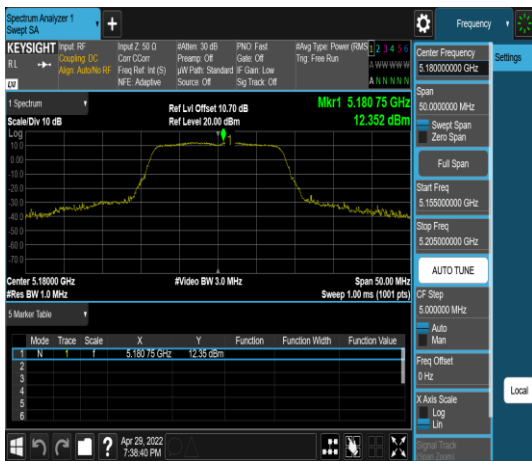 Spectrum Analyzer 1
Swept SA
+
Frequency
KEYSIGHT
RL
Input: RF
Coupling: DC
Align: Auto/No RF
Input Z: 50 Ω
Corr CCorr
Freq Ref: Int (S)
NFE: Adaptive
#Atten: 30 dB
Preamp: Off
µW Path: Standard
Source: Off
PNO: Fast
Gate: Off
IF Gain: Low
Sig Track: Off
#Avg Type: Power (RMS)
Trig: Free Run
1 2 3 4 5 6
A W W W W W
A N N N N N
1 Spectrum
Scale/Div 10 dB
Ref Lvl Offset 10.70 dB
Ref Level 20.00 dBm
Mkr1 5.180 75 GHz
12.352 dBm
Log
10.0
0.00
-10.0
-20.0
-30.0
-40.0
-50.0
-60.0
-70.0
1
Center 5.18000 GHz
#Res BW 1.0 MHz
#Video BW 3.0 MHz
Span 50.00 MHz
Sweep 1.00 ms (1001 pts)
5 Marker Table
Mode Trace Scale X Y Function Function Width Function Value
1 N 1 f 5.180 75 GHz 12.35 dBm
2
3
4
5
6
Apr 29, 2022
7:38:40 PM
Center Frequency
5.180000000 GHz
Settings
Span
50.0000000 MHz
Swept Span
Zero Span
Full Span
Start Freq
5.155000000 GHz
Stop Freq
5.205000000 GHz
AUTO TUNE
CF Step
5.000000 MHz
Auto
Man
Freq Offset
0 Hz
X Axis Scale
Log
Lin
Local
Signal Track
(Span Zoom)